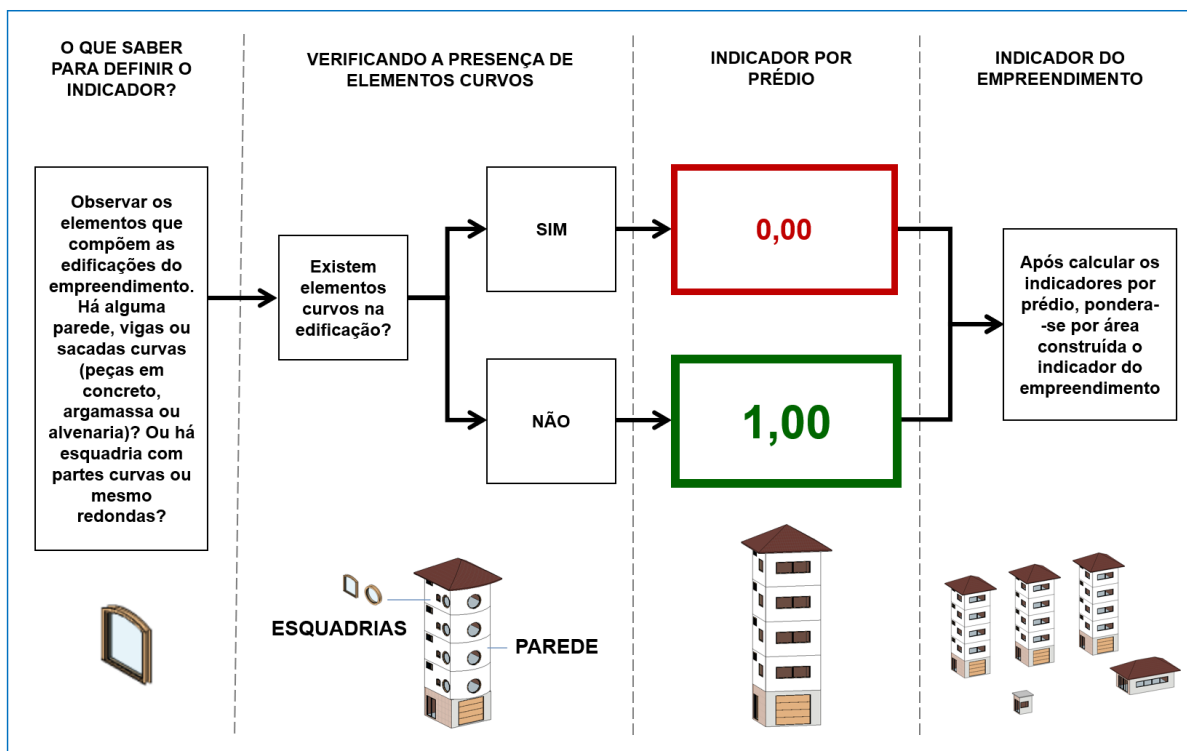 O QUE SABER
PARA DEFINIR O
INDICADOR?
VERIFICANDO A PRESENÇA DE
ELEMENTOS CURVOS
INDICADOR POR
PRÉDIO
INDICADOR DO
EMPREENDIMENTO
Observar os
elementos que
compõem as
edificações do
empreendimento.
Há alguma
parede, vigas ou
sacadas curvas
(peças em
concreto,
argamassa ou
alvenaria)? Ou há
esquadria com
partes curvas ou
mesmo
redondas?
Existem
elementos
curvos na
edificação?
SIM
NÃO
0,00
1,00
Após calcular os
indicadores por
prédio, pondera-
-se por área
construída o
indicador do
empreendimento
ESQUADRIAS
PAREDE